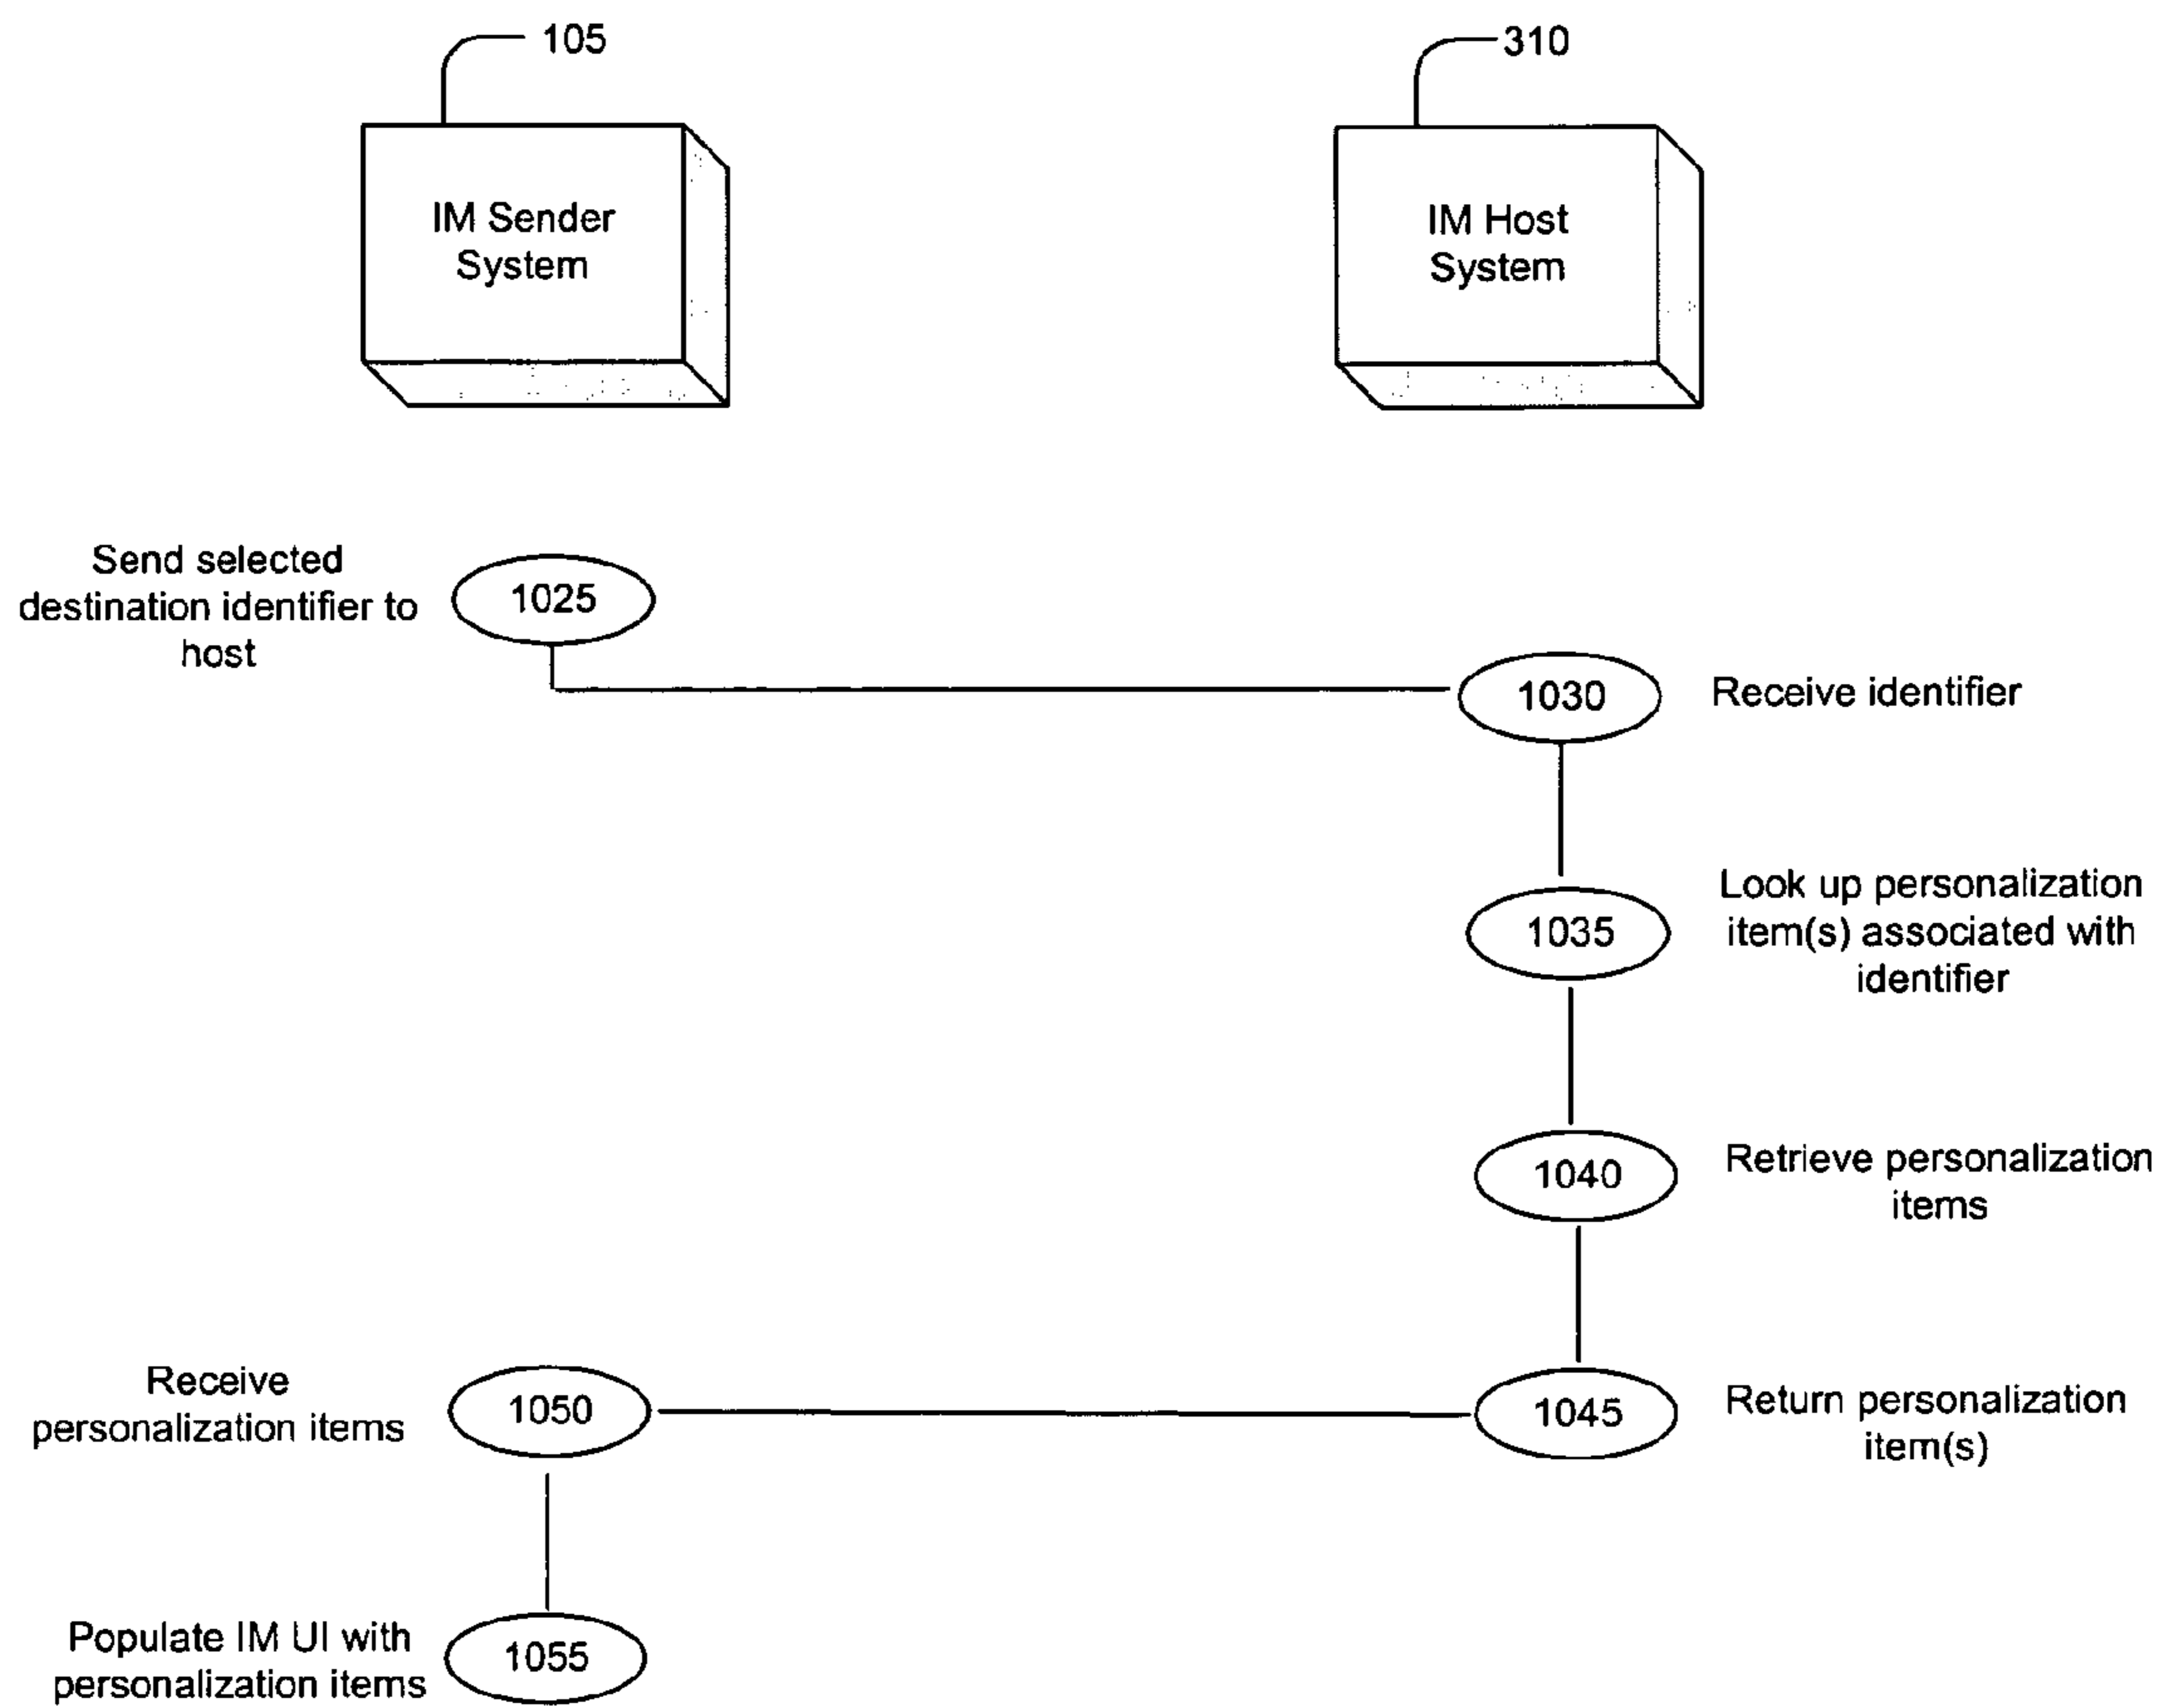 105
310
IM Sender
System
IM Host
System
Send selected
destination identifier to
host
1025
1030
Receive identifier
1035
Look up personalization
item(s) associated with
identifier
1040
Retrieve personalization
items
Receive
personalization items
1050
1045
Return personalization
item(s)
Populate IM UI with
personalization items
1055